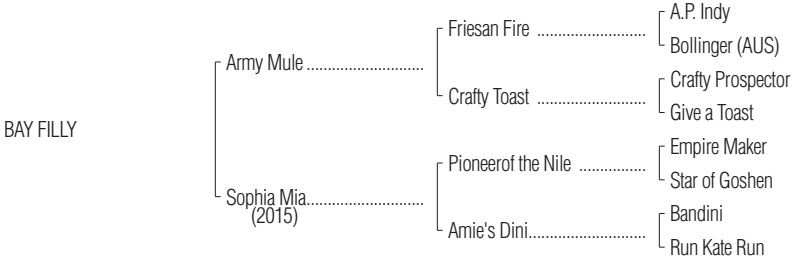 A.P. Indy
Friesan Fire ..........................
Bollinger (AUS)
Army Mule ............................
Crafty Prospector
Crafty Toast ..........................
Give a Toast
BAY FILLY
Empire Maker
Pioneerof the Nile ................
Star of Goshen
Sophia Mia............................
(2015)
Bandini
Amie's Dini............................
Run Kate Run